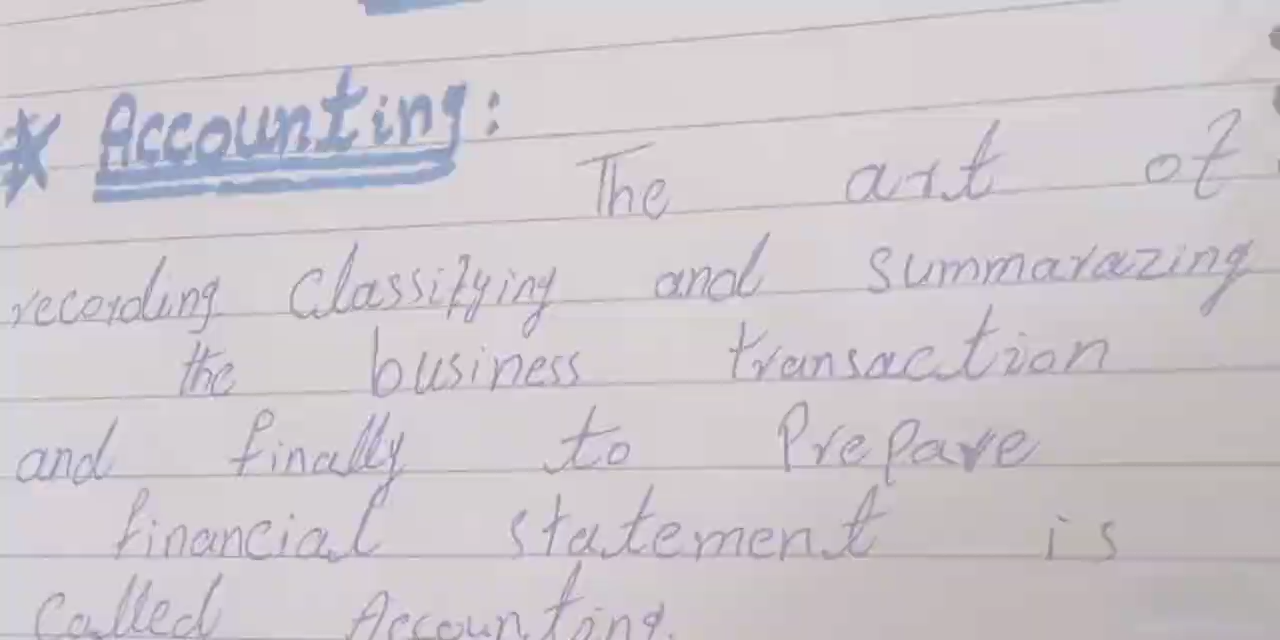 * Accounting:
The art of
recording Classifying and summarazing
the business transaction
and finally to Prepare
financial statement is
Called Accounting.